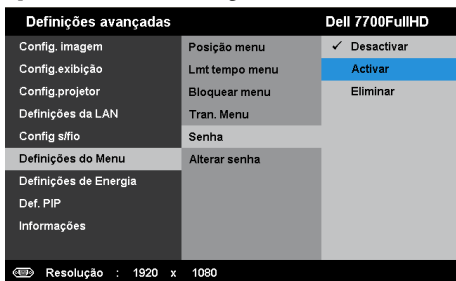 Definições avançadas
Dell 7700FullHD
Config. imagem
Posição menu
✓ Desactivar
Config.exibição
Lmt tempo menu
Activar
Config.projetor
Bloquear menu
Eliminar
Definições da LAN
Tran. Menu
Config s/fio
Senha
Definições do Menu
Alterar senha
Definições de Energia
Def. PIP
Informações
Resolução : 1920 x 1080